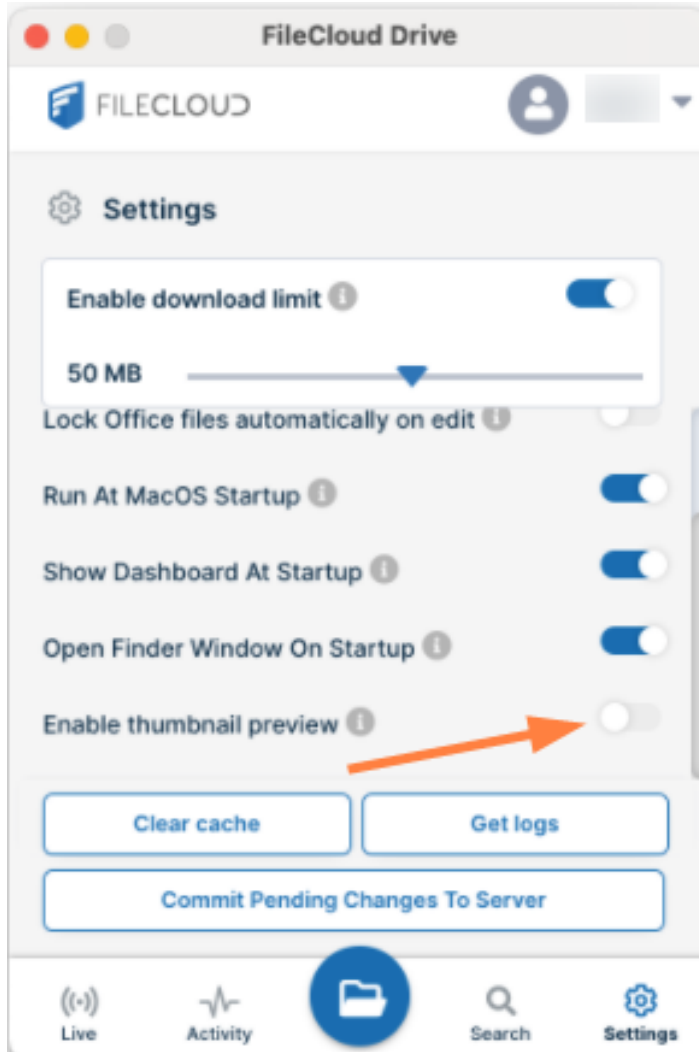 FileCloud Drive
FILECLOUD
Settings
Enable download limit
50 MB
Lock Office files automatically on edit
Run At MacOS Startup
Show Dashboard At Startup
Open Finder Window On Startup
Enable thumbnail preview
Clear cache Get logs
Commit Pending Changes To Server
Live Activity Search Settings